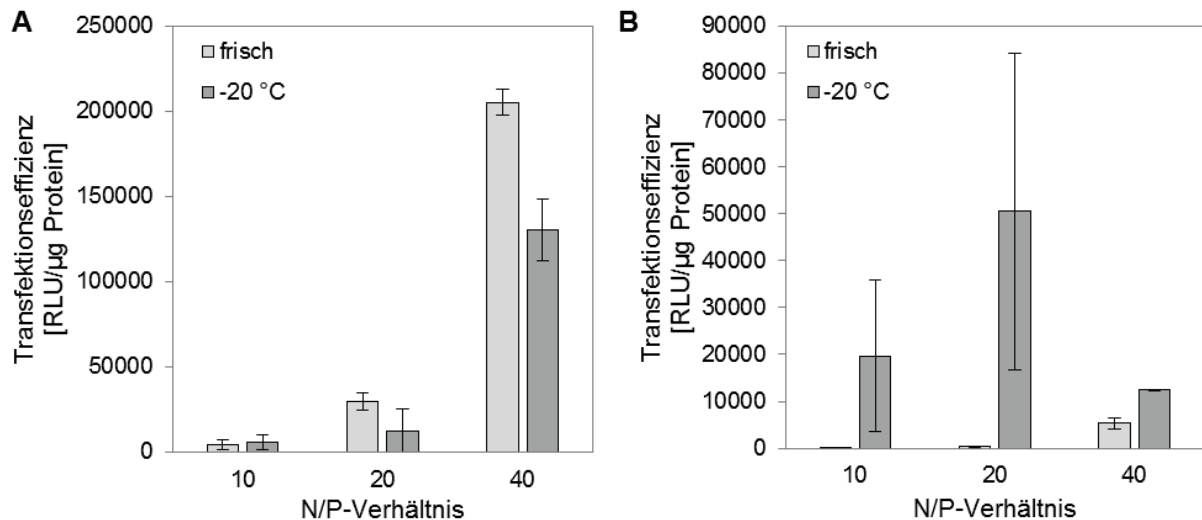 A
Transfektionseffizienz
[RLU/µg Protein]
250000
200000
150000
100000
50000
0
frisch
-20 °C
10
20
40
N/P-Verhältnis
B
Transfektionseffizienz
[RLU/µg Protein]
90000
80000
70000
60000
50000
40000
30000
20000
10000
0
frisch
-20 °C
10
20
40
N/P-Verhältnis